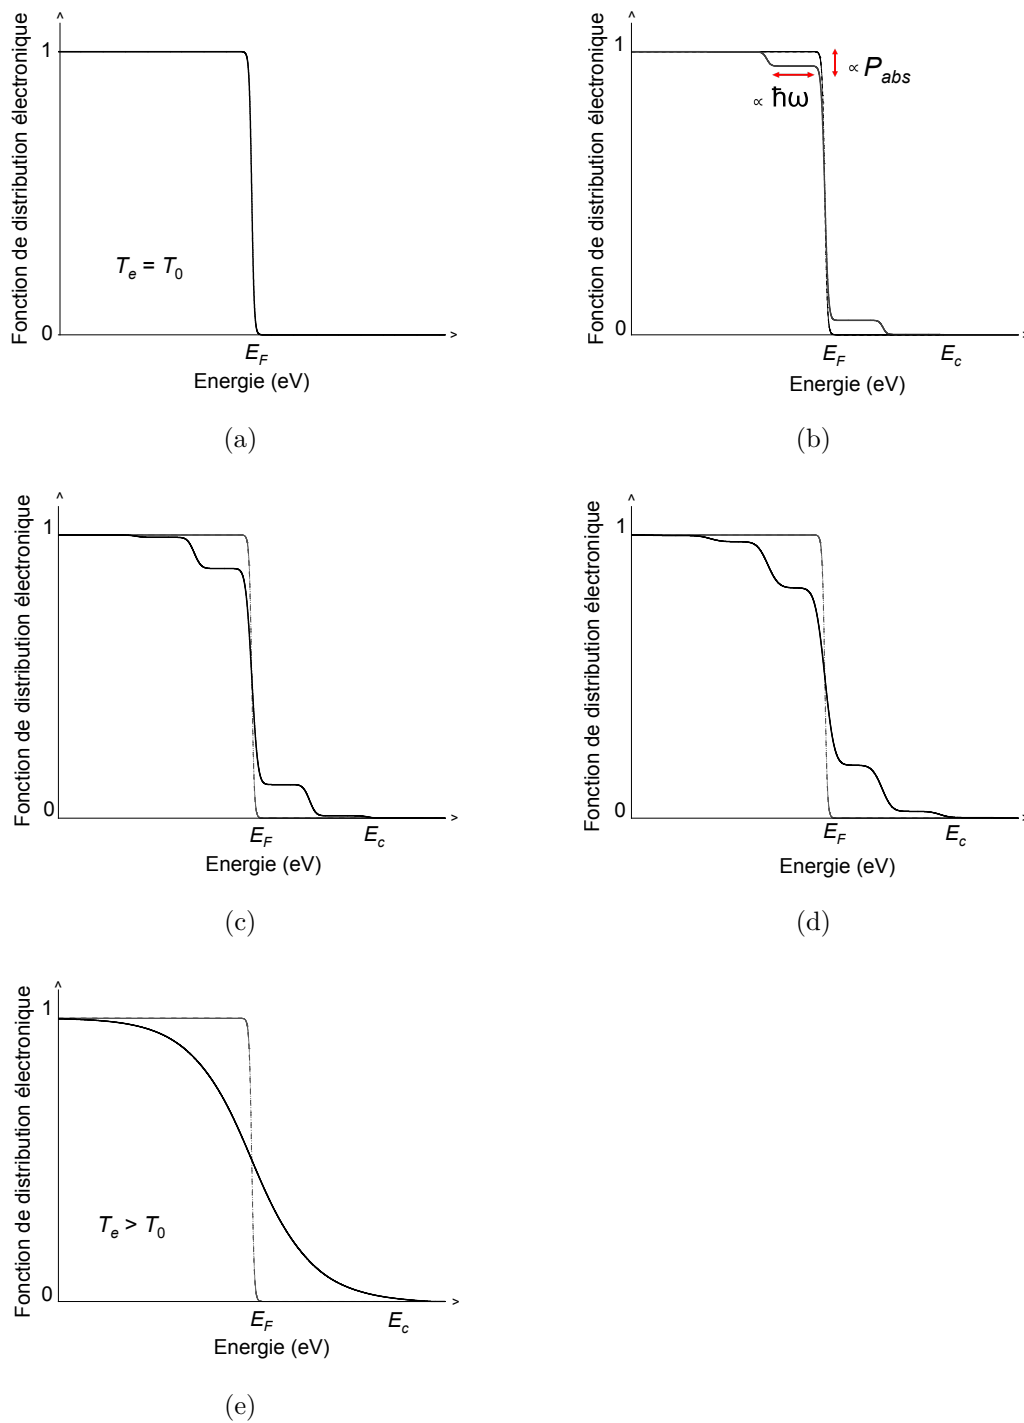 Fonction de distribution électronique
1
T_e = T_0
0
E_F
Energie (eV)
(a)
Fonction de distribution électronique
1
∝ P_abs
∝ ħω
0
E_F E_c
Energie (eV)
(b)
Fonction de distribution électronique
1
0
E_F E_c
Energie (eV)
(c)
Fonction de distribution électronique
1
0
E_F E_c
Energie (eV)
(d)
Fonction de distribution électronique
1
T_e > T_0
0
E_F E_c
Energie (eV)
(e)